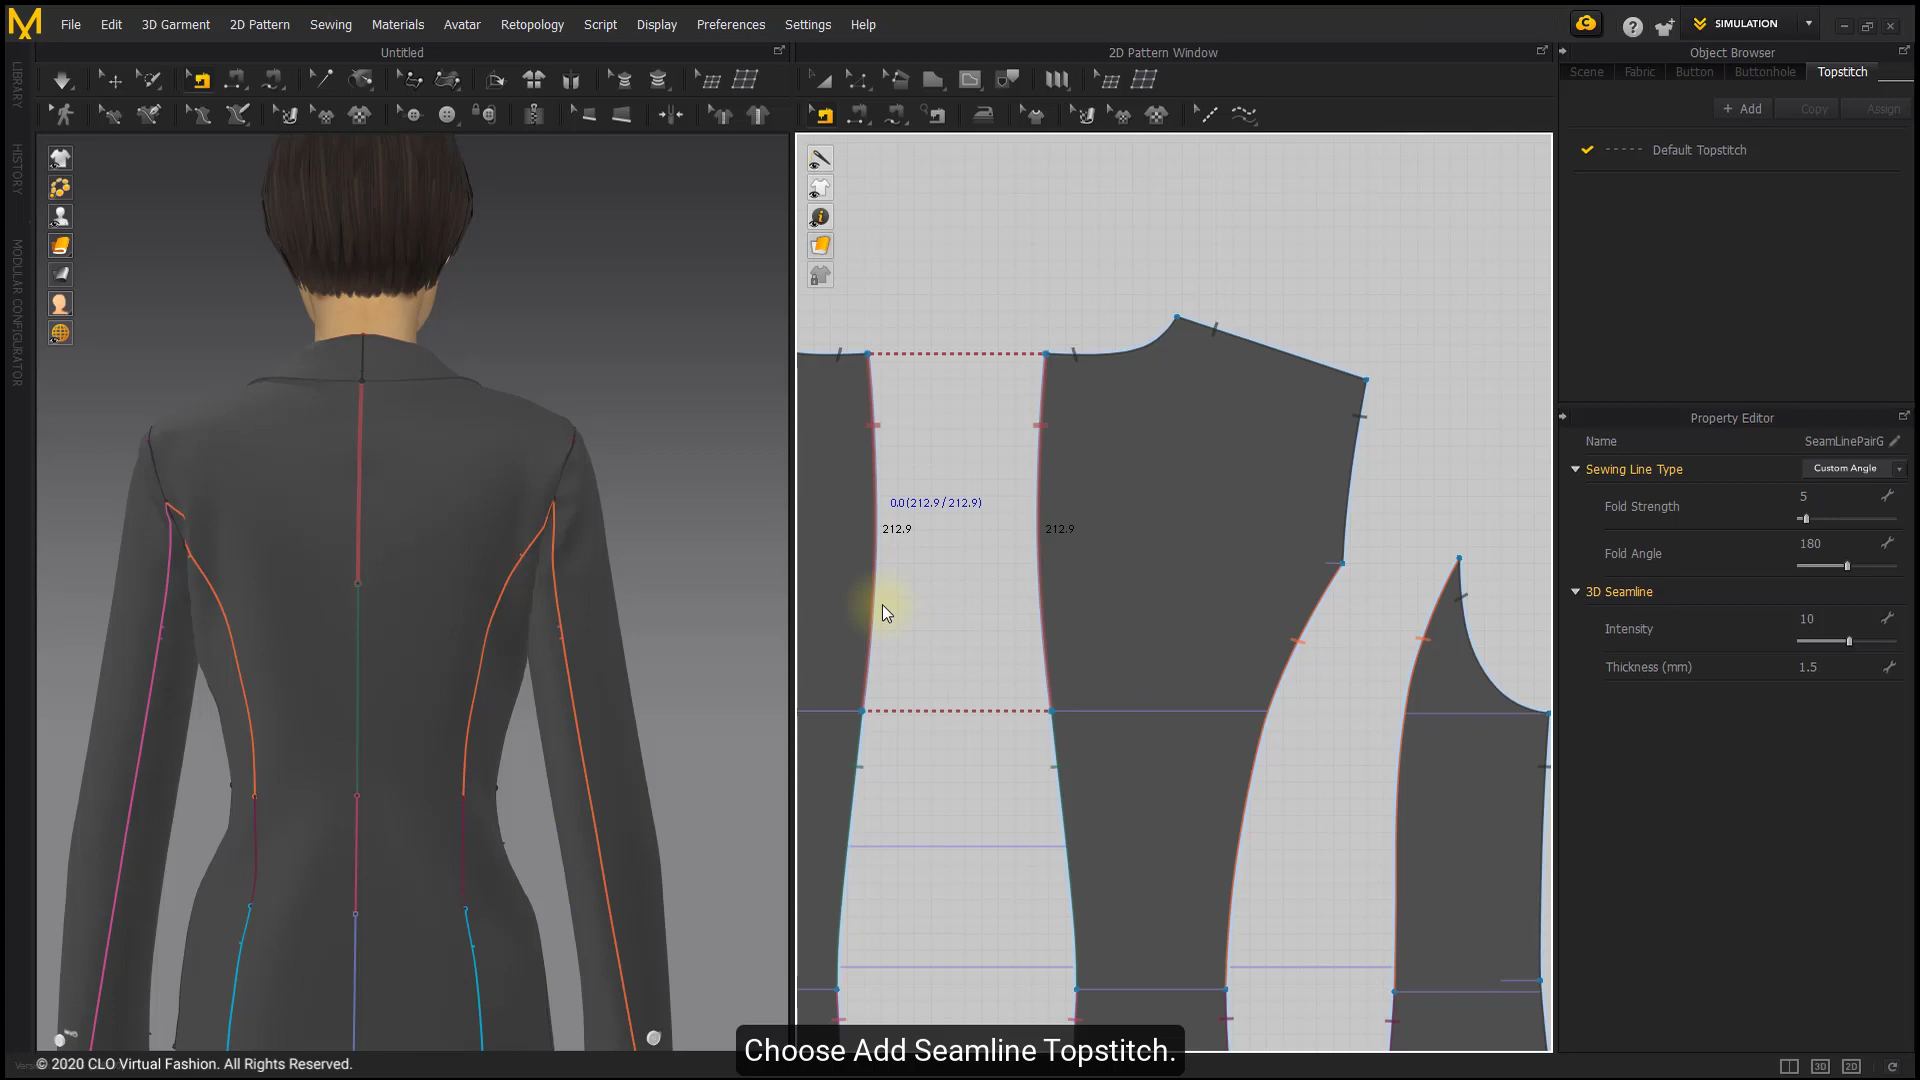 File Edit 3D Garment 2D Pattern Sewing Materials Avatar Retopology Script Display Preferences Settings Help
SIMULATION
Untitled
2D Pattern Window
Object Browser
Scene Fabric Button Buttonhole Topstitch
+ Add Copy Assign
Default Topstitch
LIBRARY
HISTORY
MODULAR CONFIGURATOR
0.0 (212.9 / 212.9)
212.9 212.9
Property Editor
Name SeamLinePairG
Sewing Line Type Custom Angle
Fold Strength 5
Fold Angle 180
3D Seamline
Intensity 10
Thickness (mm) 1.5
Choose Add Seamline Topstitch.
© 2020 CLO Virtual Fashion. All Rights Reserved.
3D 2D